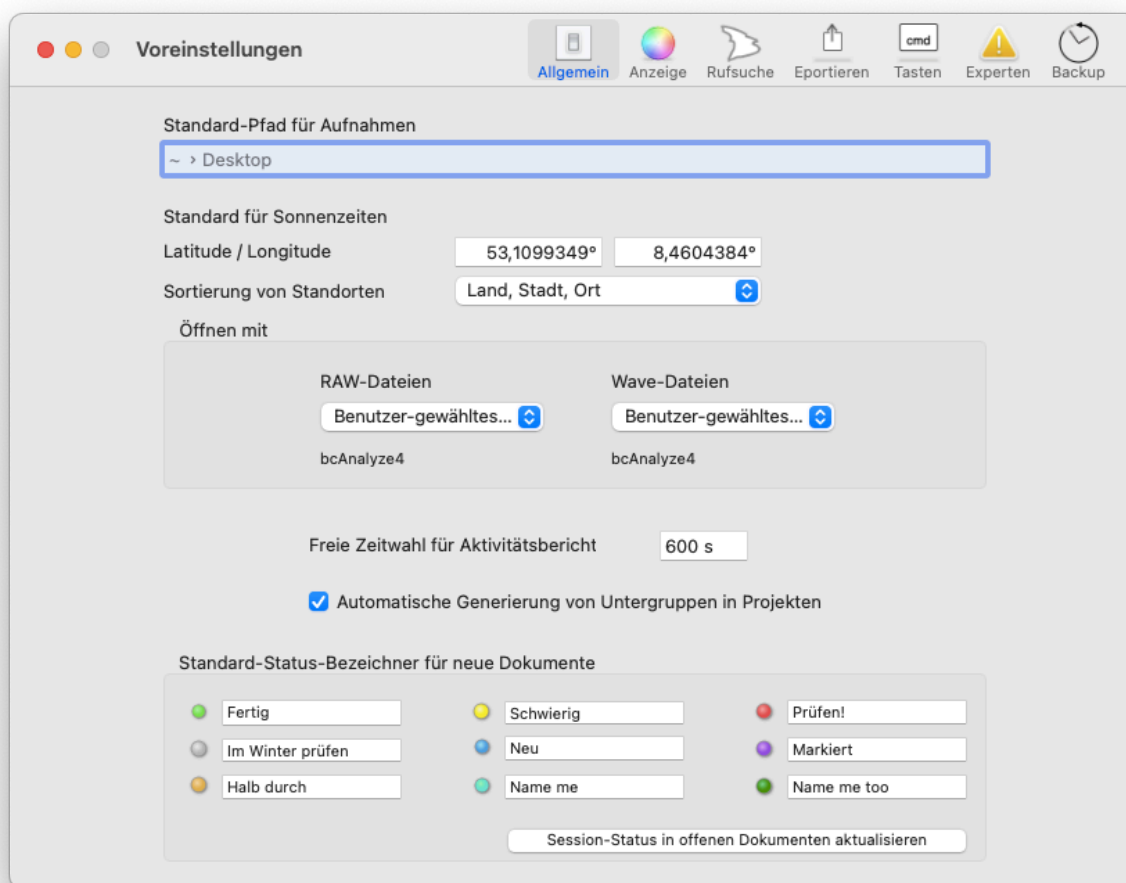 Voreinstellungen
Allgemein Anzeige Rufsuche Eportieren cmd Tasten Experten Backup
Standard-Pfad für Aufnahmen
~ › Desktop
Standard für Sonnenzeiten
Latitude / Longitude 53,1099349° 8,4604384°
Sortierung von Standorten Land, Stadt, Ort
Öffnen mit
RAW-Dateien Wave-Dateien
Benutzer-gewähltes... Benutzer-gewähltes...
bcAnalyze4 bcAnalyze4
Freie Zeitwahl für Aktivitätsbericht 600 s
Automatische Generierung von Untergruppen in Projekten
Standard-Status-Bezeichner für neue Dokumente
Fertig Schwierig Prüfen!
Im Winter prüfen Neu Markiert
Halb durch Name me Name me too
Session-Status in offenen Dokumenten aktualisieren